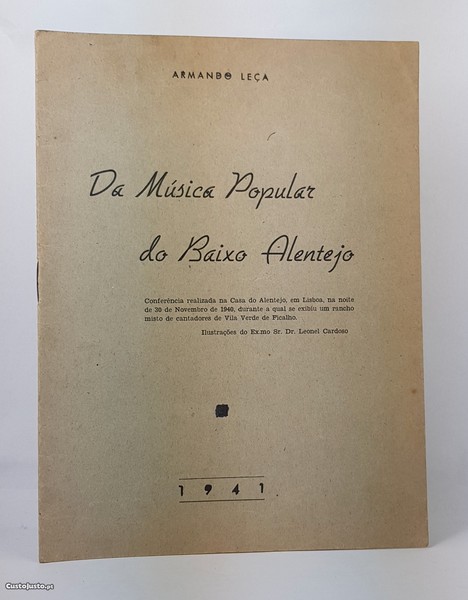 ARMANDO LEÇA
Da Música Popular
do Baixo Alentejo
Conferência realizada na Casa do Alentejo, em Lisboa, na noite
de 30 de Novembro de 1940, durante a qual se exibiu um rancho
misto de cantadores de Vila Verde de Ficalho.
Ilustrações do Ex.mo Sr. Dr. Leonel Cardoso
1941
CustoJusto.pt